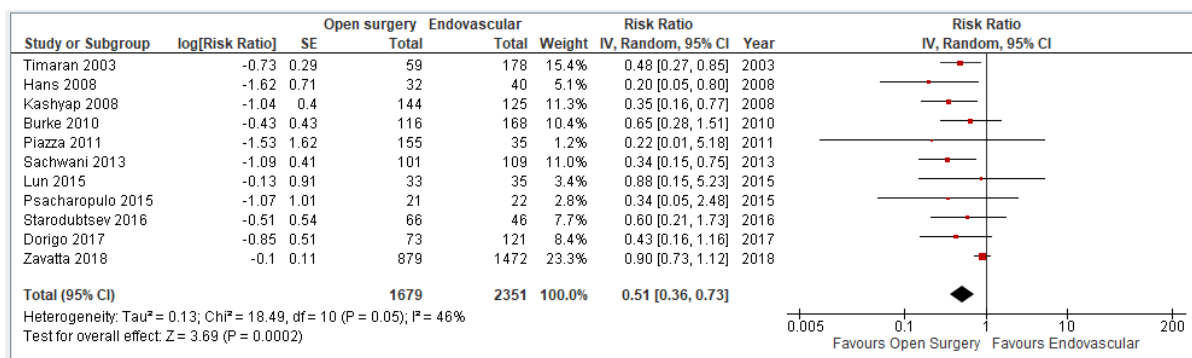 Open surgery Endovascular Risk Ratio Risk Ratio
Study or Subgroup log[Risk Ratio] SE Total Total Weight IV, Random, 95% CI Year IV, Random, 95% CI
Timaran 2003 -0.73 0.29 59 178 15.4% 0.48 [0.27, 0.85] 2003
Hans 2008 -1.62 0.71 32 40 5.1% 0.20 [0.05, 0.80] 2008
Kashyap 2008 -1.04 0.4 144 125 11.3% 0.35 [0.16, 0.77] 2008
Burke 2010 -0.43 0.43 116 168 10.4% 0.65 [0.28, 1.51] 2010
Piazza 2011 -1.53 1.62 155 35 1.2% 0.22 [0.01, 5.18] 2011
Sachwani 2013 -1.09 0.41 101 109 11.0% 0.34 [0.15, 0.75] 2013
Lun 2015 -0.13 0.91 33 35 3.4% 0.88 [0.15, 5.23] 2015
Psacharopulo 2015 -1.07 1.01 21 22 2.8% 0.34 [0.05, 2.48] 2015
Starodubtsev 2016 -0.51 0.54 66 46 7.7% 0.60 [0.21, 1.73] 2016
Dorigo 2017 -0.85 0.51 73 121 8.4% 0.43 [0.16, 1.16] 2017
Zavatta 2018 -0.1 0.11 879 1472 23.3% 0.90 [0.73, 1.12] 2018
Total (95% CI) 1679 2351 100.0% 0.51 [0.36, 0.73]
Heterogeneity: Tau² = 0.13; Chi² = 18.49, df = 10 (P = 0.05); I² = 46%
Test for overall effect: Z = 3.69 (P = 0.0002)
0.005 0.1 1 10 200
Favours Open Surgery Favours Endovascular